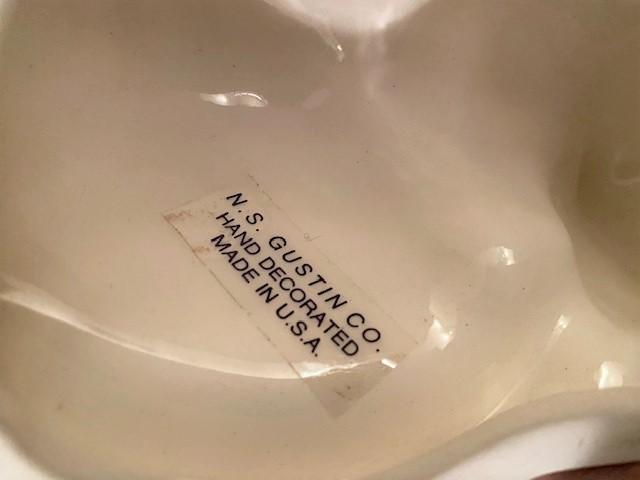 N. S. GUSTIN CO.
HAND DECORATED
MADE IN U.S.A.